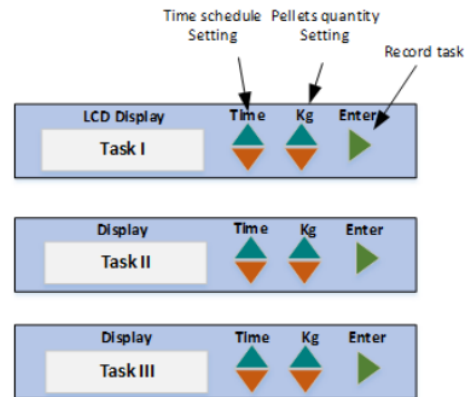 Time schedule Setting
Pellets quantity Setting
Record task
LCD Display Time Kg Enter
Task I
Display Time Kg Enter
Task II
Display Time Kg Enter
Task III